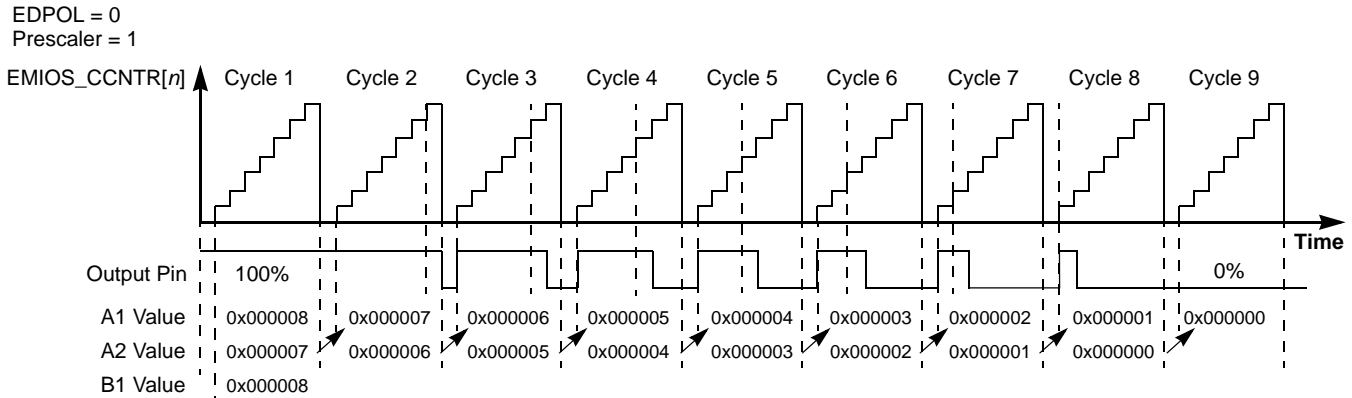 EDPOL = 0
Prescaler = 1
EMIOS_CCNTR[n] Cycle 1 Cycle 2 Cycle 3 Cycle 4 Cycle 5 Cycle 6 Cycle 7 Cycle 8 Cycle 9
Time
Output Pin 100% 0%
A1 Value 0x000008 0x000007 0x000006 0x000005 0x000004 0x000003 0x000002 0x000001 0x000000
A2 Value 0x000007 0x000006 0x000005 0x000004 0x000003 0x000002 0x000001 0x000000
B1 Value 0x000008